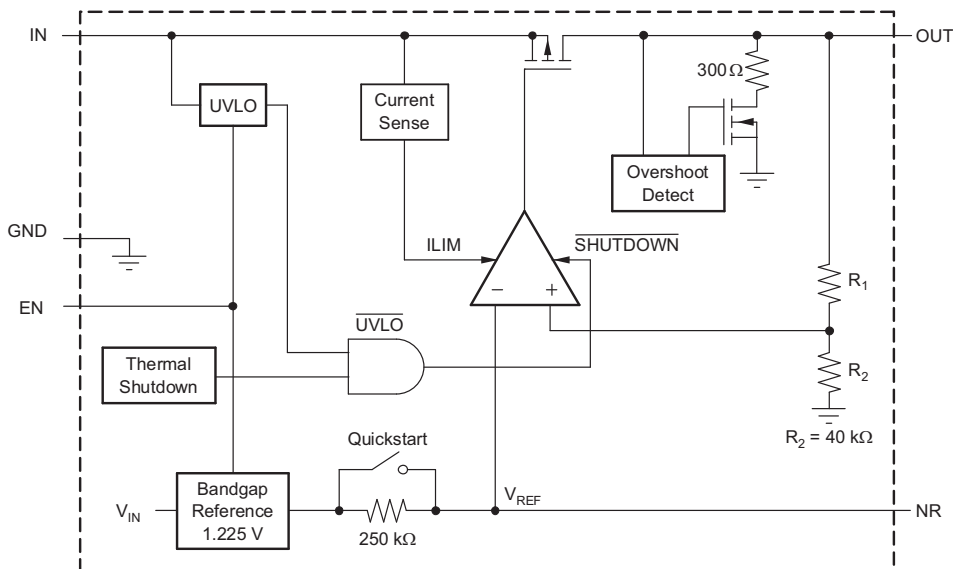 IN
OUT
300Ω
UVLO
Current
Sense
Overshoot
Detect
GND
ILIM
SHUTDOWN
− +
R1
EN
UVLO
Thermal
Shutdown
R2
R2 = 40 kΩ
Quickstart
VIN
Bandgap
Reference
1.225 V
VREF
NR
250 kΩ